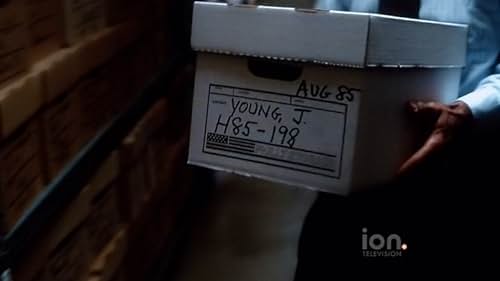 AUG 85
YOUNG, J.
H85-198
ion.
TELEVISION